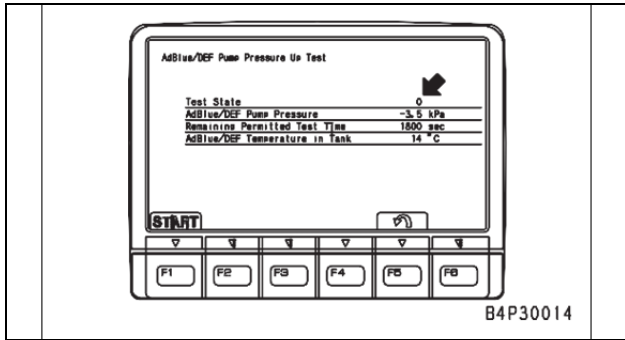 AdBlue/DEF Pump Pressure Up Test
Test State 0
AdBlue/DEF Pump Pressure -3.5 kPa
Remaining Permitted Test Time 1800 sec
AdBlue/DEF Temperature in Tank 14 °C
START
F1 F2 F3 F4 F5 F6
B4P30014